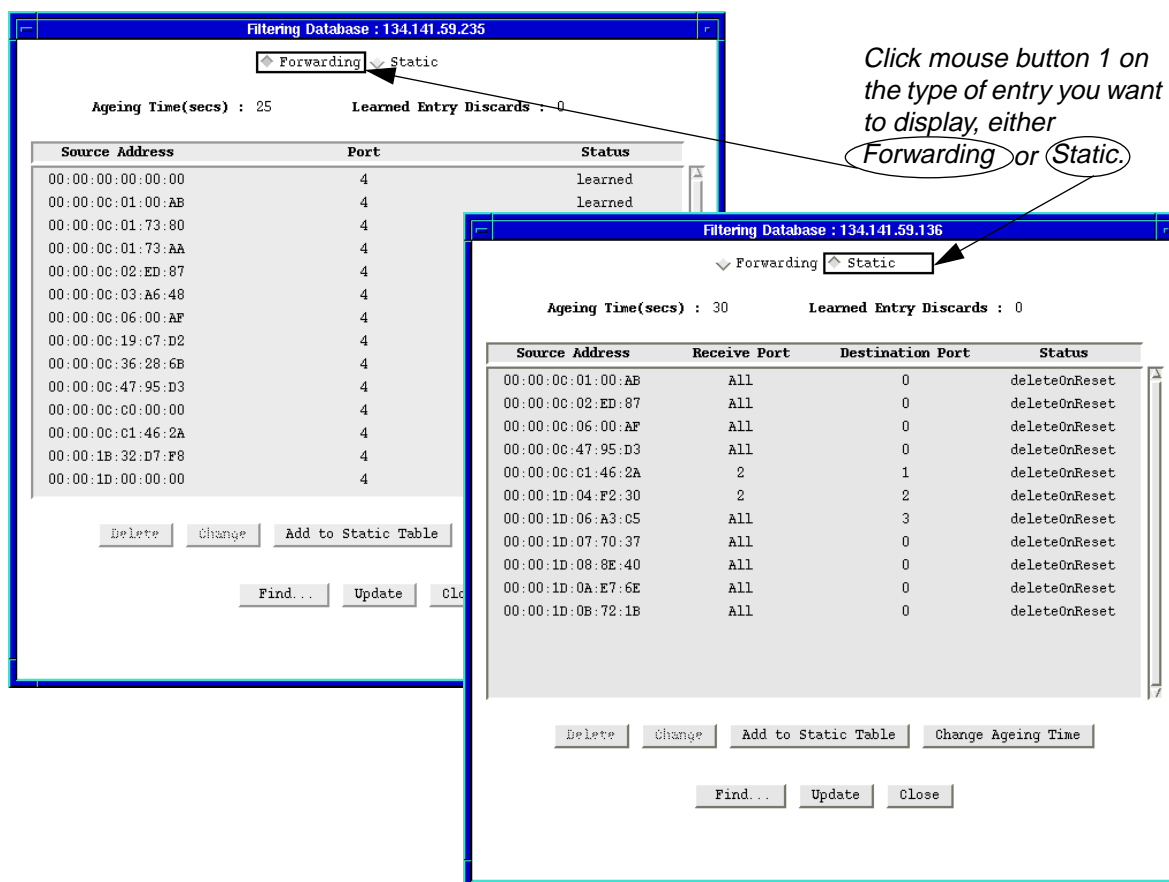 Filtering Database : 134.141.59.235
Forwarding Static
Ageing Time(secs) : 25 Learned Entry Discards : 0
Source Address Port Status
00:00:00:00:00:00 4 learned
00:00:0C:01:00:AB 4 learned
00:00:0C:01:73:80 4
00:00:0C:01:73:AA 4
00:00:0C:02:ED:87 4
00:00:0C:03:A6:48 4
00:00:0C:06:00:AF 4
00:00:0C:19:C7:D2 4
00:00:0C:36:28:6B 4
00:00:0C:47:95:D3 4
00:00:0C:C0:00:00 4
00:00:0C:C1:46:2A 4
00:00:1B:32:D7:F8 4
00:00:1D:00:00:00 4
Delete Change Add to Static Table
Find... Update Clo
Click mouse button 1 on
the type of entry you want
to display, either
Forwarding or Static.
Filtering Database : 134.141.59.136
Forwarding Static
Ageing Time(secs) : 30 Learned Entry Discards : 0
Source Address Receive Port Destination Port Status
00:00:0C:01:00:AB All 0 deleteOnReset
00:00:0C:02:ED:87 All 0 deleteOnReset
00:00:0C:06:00:AF All 0 deleteOnReset
00:00:0C:47:95:D3 All 0 deleteOnReset
00:00:0C:C1:46:2A 2 1 deleteOnReset
00:00:1D:04:F2:30 2 2 deleteOnReset
00:00:1D:06:A3:C5 All 3 deleteOnReset
00:00:1D:07:70:37 All 0 deleteOnReset
00:00:1D:08:8E:40 All 0 deleteOnReset
00:00:1D:0A:E7:6E All 0 deleteOnReset
00:00:1D:0B:72:1B All 0 deleteOnReset
Delete Change Add to Static Table Change Ageing Time
Find... Update Close